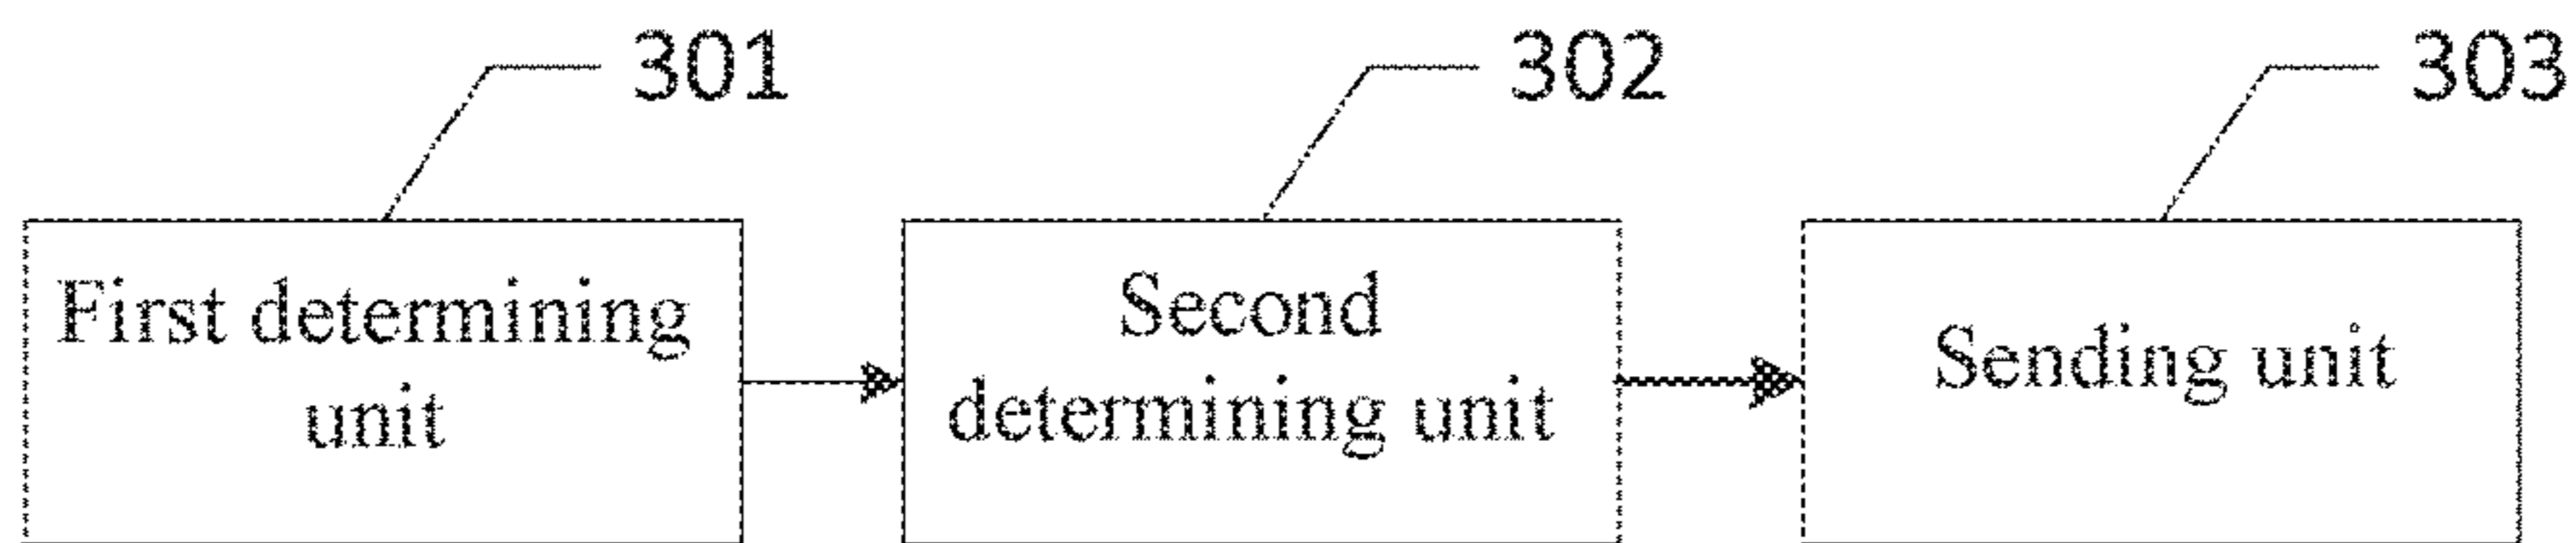 301
302
303
First determining
unit
Second
determining unit
Sending unit